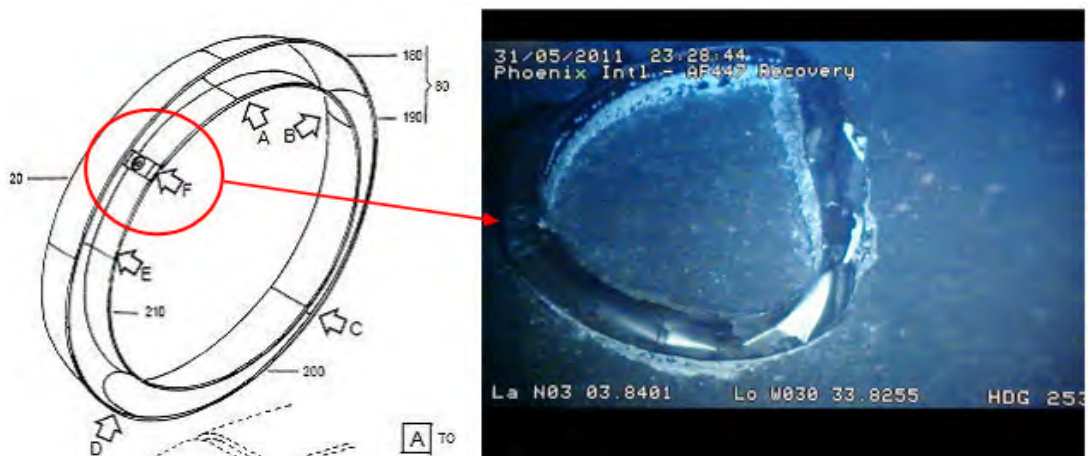 180
80
190
A
B
20
F
E
210
C
200
D
A TO
31/05/2011 23:28:44
Phoenix Intl - AF447 Recovery
La N03 03.8401 Lo W030 33.8255 HDG 253